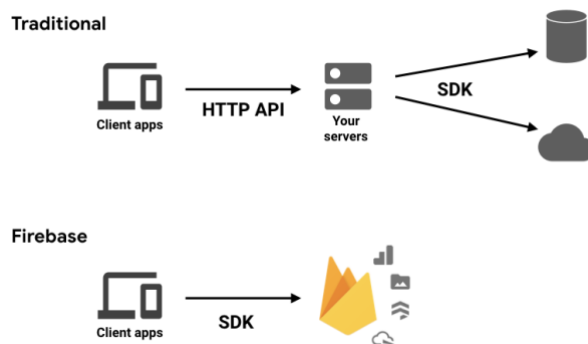 Traditional
Client apps
HTTP API
Your
servers
SDK
Firebase
Client apps
SDK